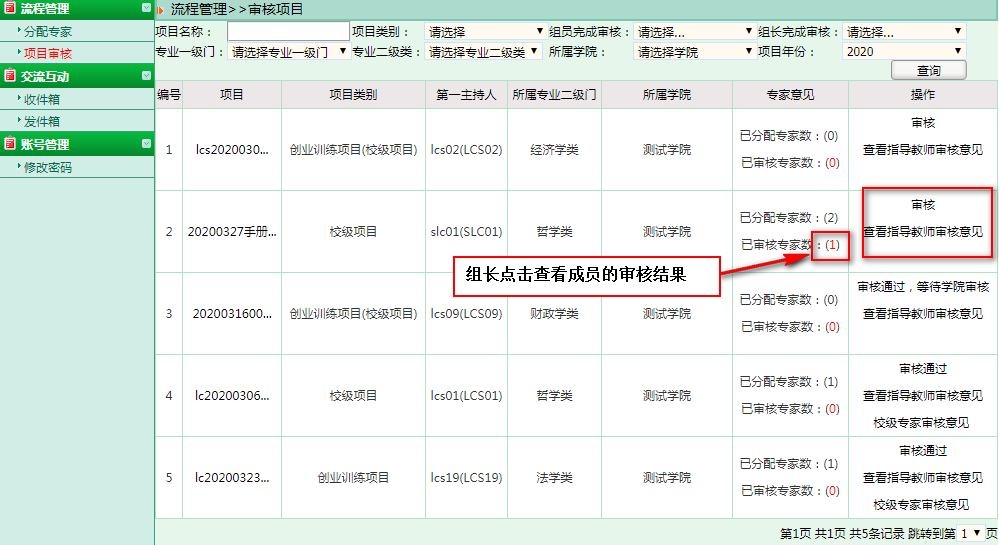 流程管理
分配专家
项目审核
交流互动
收件箱
发件箱
账号管理
修改密码
流程管理>>审核项目
项目名称： 项目类别： 请选择 组员完成审核： 请选择... 组长完成审核： 请选择...
专业一级门： 请选择专业一级门 专业二级类： 请选择专业二级类 所属学院： 请选择学院 项目年份： 2020
查询
编号 项目 项目类别 第一主持人 所属专业二级门 所属学院 专家意见 操作
1 lcs2020030... 创业训练项目(校级项目) lcs02(LCS02) 经济学类 测试学院
已分配专家数：(0)
已审核专家数：(0)
审核
查看指导教师审核意见
2 20200327手册... 校级项目 slc01(SLC01) 哲学类 测试学院
已分配专家数：(2)
已审核专家数：(1)
审核
查看指导教师审核意见
组长点击查看成员的审核结果
3 2020031600... 创业训练项目(校级项目) lcs09(LCS09) 财政学类 测试学院
已分配专家数：(0)
已审核专家数：(0)
审核通过，等待学院审核
查看指导教师审核意见
4 lc20200306... 校级项目 lcs01(LCS01) 哲学类 测试学院
已分配专家数：(1)
已审核专家数：(0)
审核通过
查看指导教师审核意见
校级专家审核意见
5 lc20200323... 创业训练项目 lcs19(LCS19) 法学类 测试学院
已分配专家数：(1)
已审核专家数：(0)
审核通过
查看指导教师审核意见
校级专家审核意见
第1页 共1页 共5条记录 跳转到第 1 页